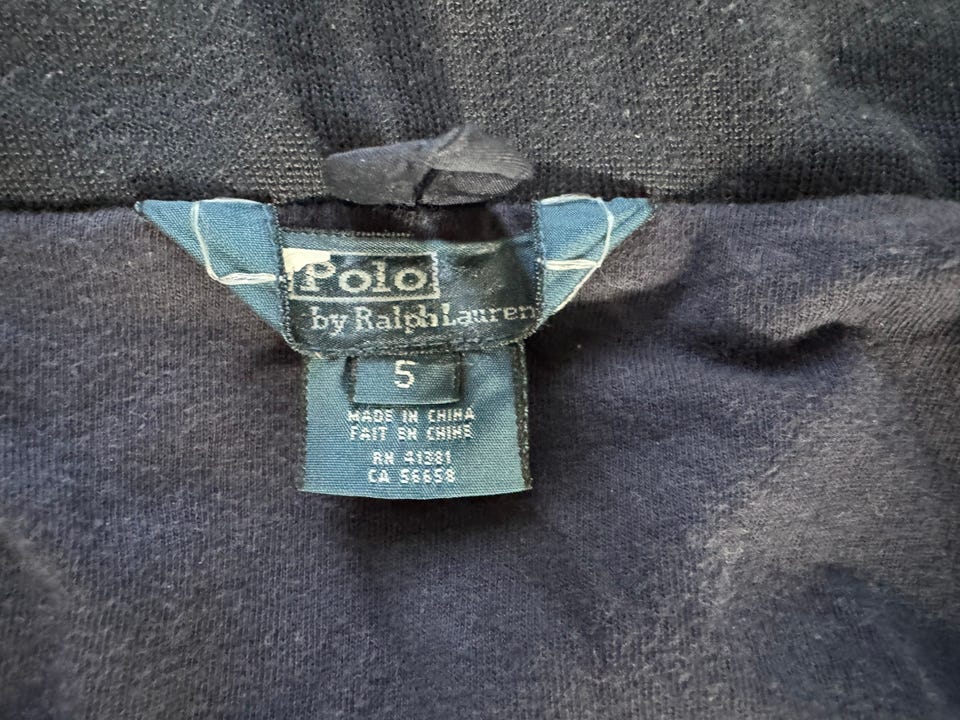 Polo
by Ralph Lauren
5
MADE IN CHINA
FAIT EN CHINE
RN 41381
CA 56658